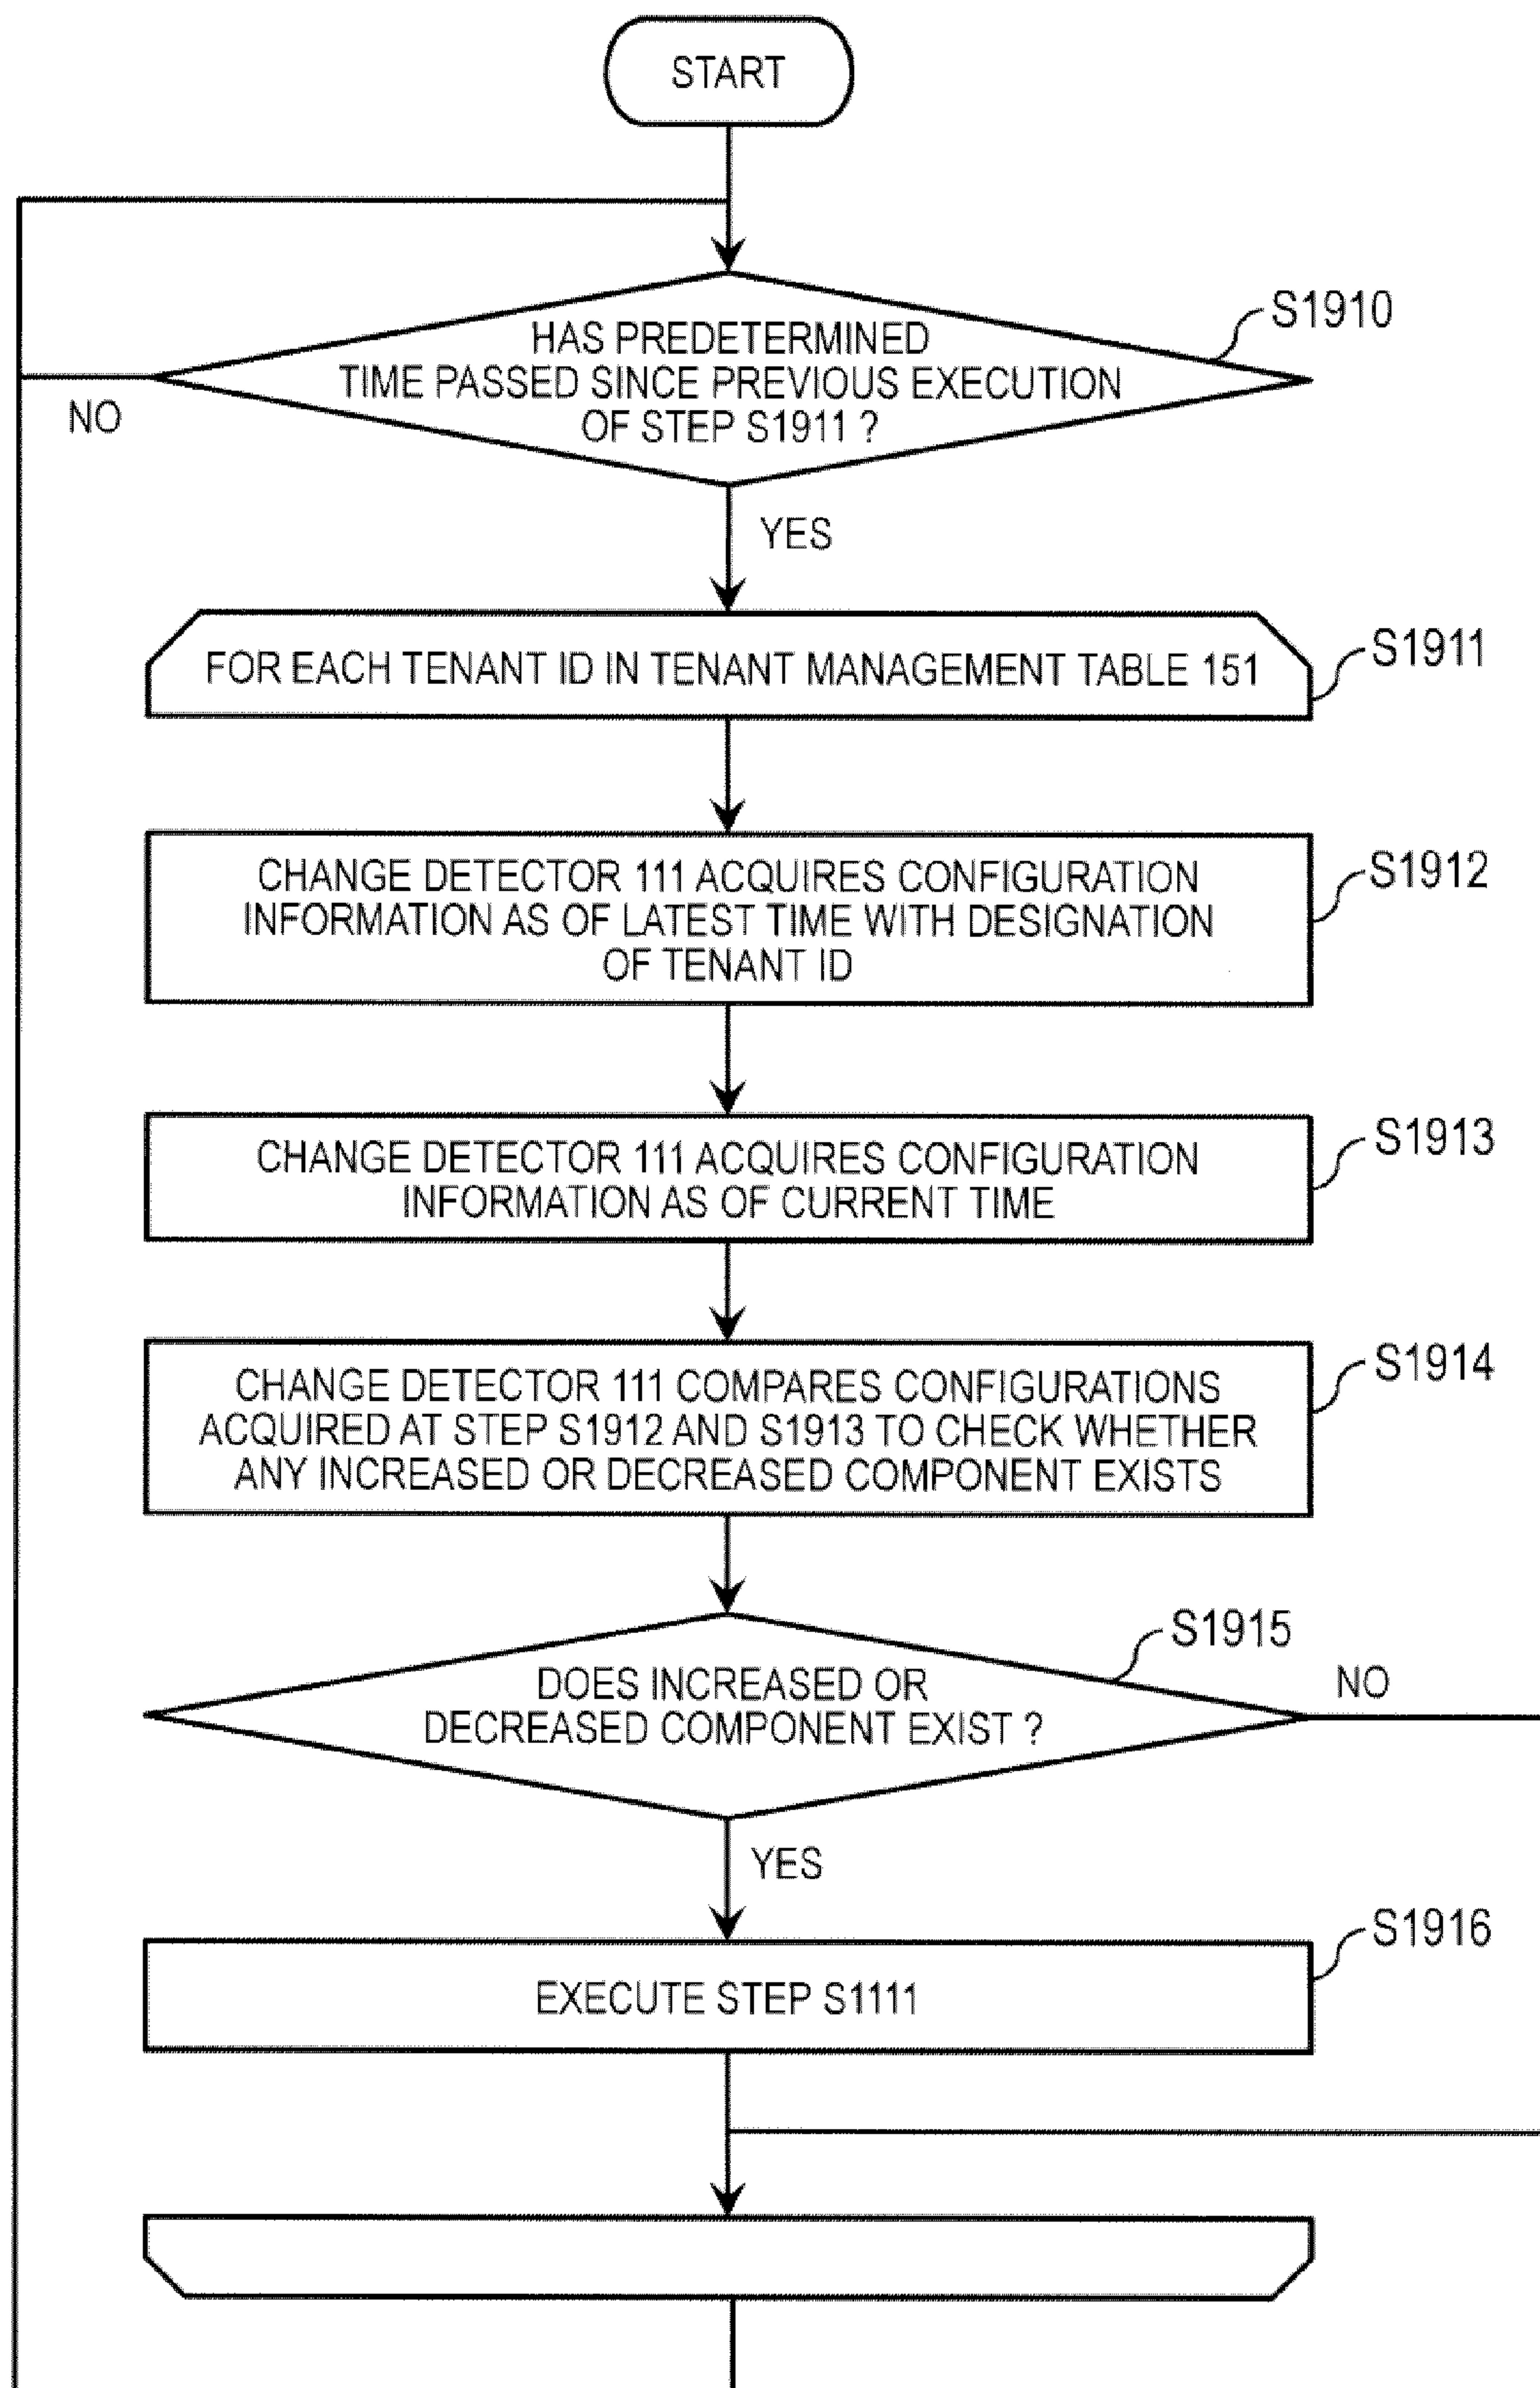 START
HAS PREDETERMINED
TIME PASSED SINCE PREVIOUS EXECUTION
OF STEP S1911 ?
S1910
NO
YES
FOR EACH TENANT ID IN TENANT MANAGEMENT TABLE 151
S1911
CHANGE DETECTOR 111 ACQUIRES CONFIGURATION
INFORMATION AS OF LATEST TIME WITH DESIGNATION
OF TENANT ID
S1912
CHANGE DETECTOR 111 ACQUIRES CONFIGURATION
INFORMATION AS OF CURRENT TIME
S1913
CHANGE DETECTOR 111 COMPARES CONFIGURATIONS
ACQUIRED AT STEP S1912 AND S1913 TO CHECK WHETHER
ANY INCREASED OR DECREASED COMPONENT EXISTS
S1914
DOES INCREASED OR
DECREASED COMPONENT EXIST ?
S1915
NO
YES
EXECUTE STEP S1111
S1916